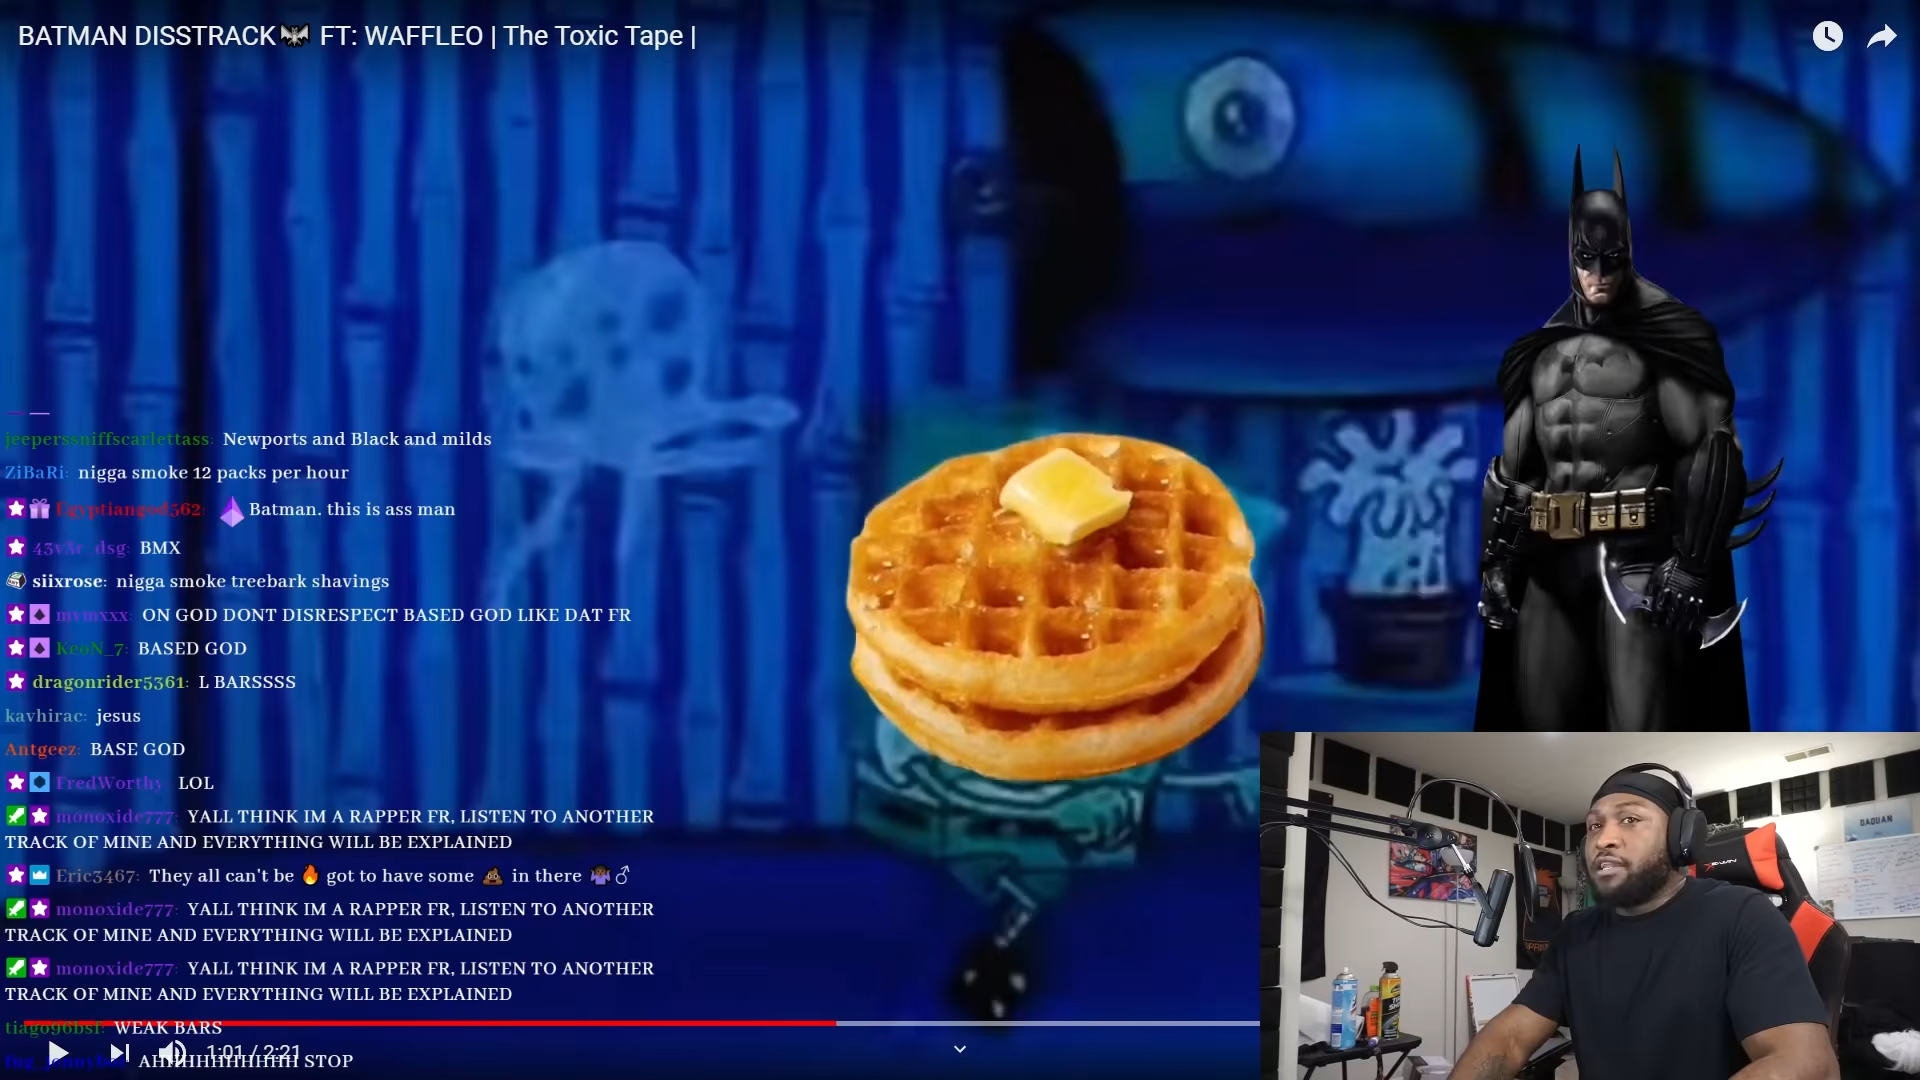 BATMAN DISSTRACK🦇 FT: WAFFLEO | The Toxic Tape |
jeeperssniffscarlettass: Newports and Black and milds
ZiBaRi: nigga smoke 12 packs per hour
Egyptiangod562: Batman. this is ass man
43v3r_dsg: BMX
siixrose: nigga smoke treebark shavings
mvmxxx: ON GOD DONT DISRESPECT BASED GOD LIKE DAT FR
KeoN_7: BASED GOD
dragonrider5361: L BARSSSS
kavhirac: jesus
Antgeez: BASE GOD
FredWorthy: LOL
monoxide777: YALL THINK IM A RAPPER FR, LISTEN TO ANOTHER
TRACK OF MINE AND EVERYTHING WILL BE EXPLAINED
Eric3467: They all can't be 🔥 got to have some 💩 in there 🤷🏾♂
monoxide777: YALL THINK IM A RAPPER FR, LISTEN TO ANOTHER
TRACK OF MINE AND EVERYTHING WILL BE EXPLAINED
monoxide777: YALL THINK IM A RAPPER FR, LISTEN TO ANOTHER
TRACK OF MINE AND EVERYTHING WILL BE EXPLAINED
tiago96bsf: WEAK BARS
1:01 / 2:21
STOP
DAQUAN